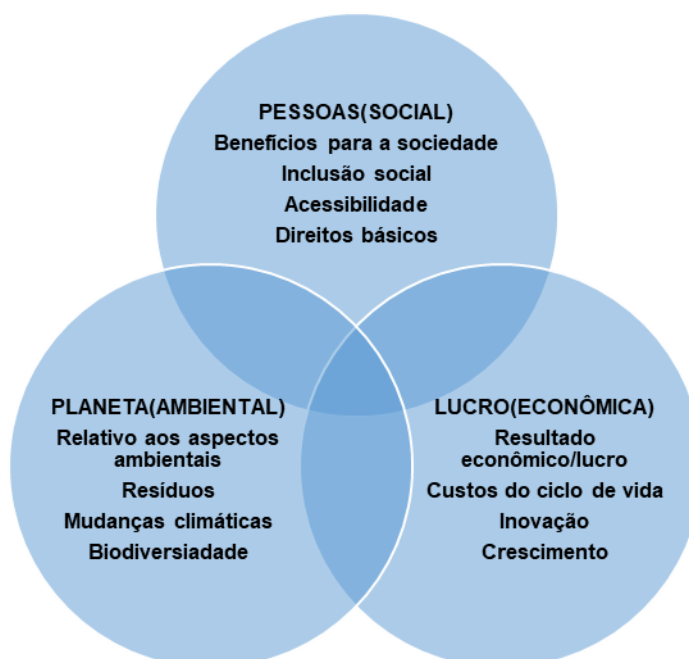 PESSOAS(SOCIAL)
Benefícios para a sociedade
Inclusão social
Acessibilidade
Direitos básicos
PLANETA(AMBIENTAL)
Relativo aos aspectos
ambientais
Resíduos
Mudanças climáticas
Biodiversiadade
LUCRO(ECONÔMICA)
Resultado
econômico/lucro
Custos do ciclo de vida
Inovação
Crescimento